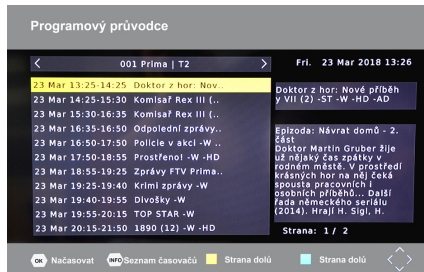 Programový průvodce
001 Prima | T2
Fri. 23 Mar 2018 13:26
23 Mar 13:25-14:25 Doktor z hor: Nov..
23 Mar 14:25-15:30 Komisař Rex III (..
23 Mar 15:30-16:35 Komisař Rex III (..
23 Mar 16:35-16:50 Odpolední zprávy..
23 Mar 16:50-17:50 Policie v akci -W ..
23 Mar 17:50-18:55 Prostřeno! -W -HD
23 Mar 18:55-19:25 Zprávy FTV Prima..
23 Mar 19:25-19:40 Krimi zprávy -W
23 Mar 19:40-19:55 Divošky -W
23 Mar 19:55-20:15 TOP STAR -W
23 Mar 20:15-21:50 1890 (12) -W -HD
Doktor z hor: Nové příběh
y VII (2) -ST -W -HD -AD
Epizoda: Návrat domů - 2.
část
Doktor Martin Gruber žije
už nějaký čas zpátky v
rodném městě. V prostředí
krásných hor na něj čeká
spousta pracovních i
osobních příběhů... Další
řada německého seriálu
(2014). Hrají H. Sigl, H.
Strana: 1 / 2
OK Načasovat
INFO Seznam časovačů
Strana dolů
Strana dolů